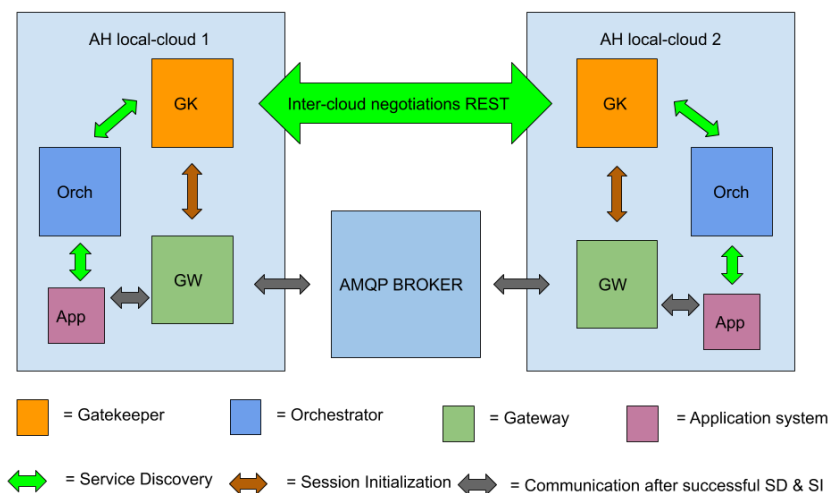 AH local-cloud 1
AH local-cloud 2
GK
Inter-cloud negotiations REST
GK
Orch
Orch
GW
AMQP BROKER
GW
App
App
= Gatekeeper
= Orchestrator
= Gateway
= Application system
= Service Discovery
= Session Initialization
= Communication after successful SD & SI